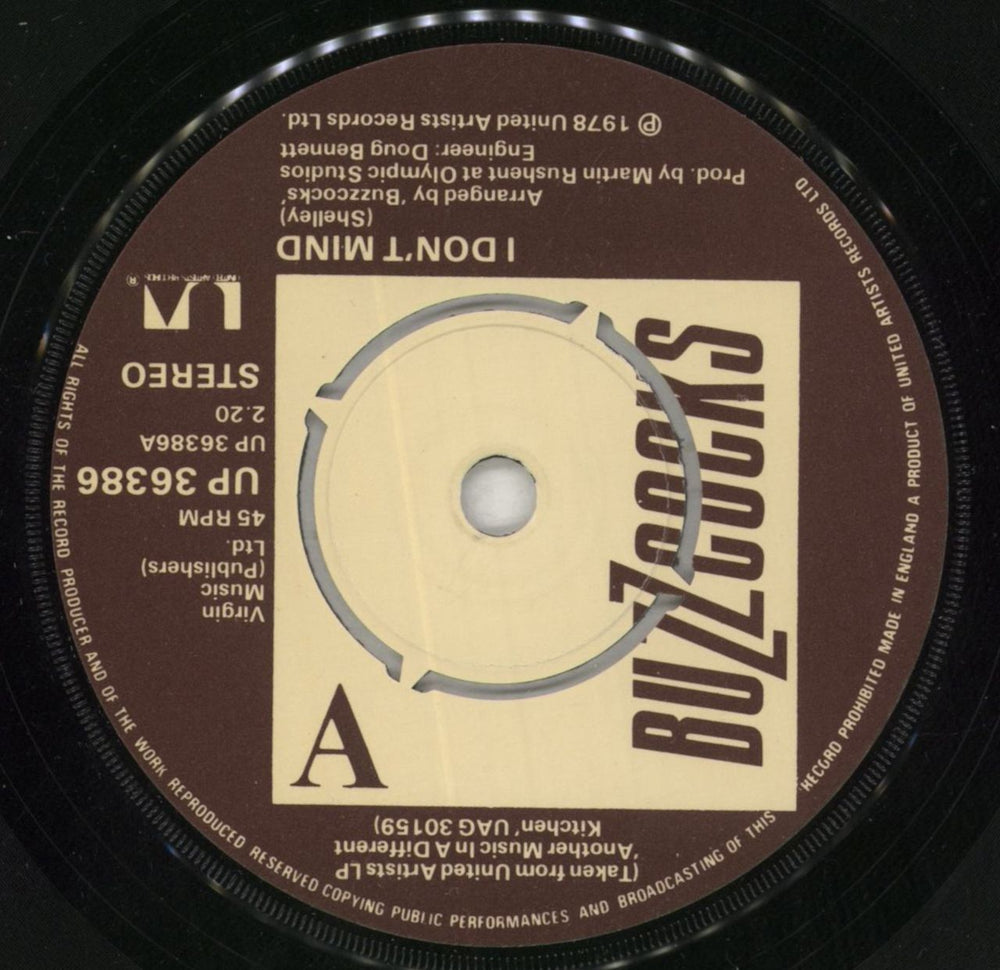 (Taken from United Artists LP
'Another Music In A Different
Kitchen' UAG 30159)
A
BUZZCOCKS
Virgin
Music
(Publishers)
Ltd.
45 RPM
UP 36386
UP 36386A
2.20
STEREO
UA
UNITED ARTISTS RECORDS ®
I DON'T MIND
(Shelley)
Arranged by 'Buzzcocks'
Prod. by Martin Rushent at Olympic Studios
Engineer: Doug Bennett
℗ 1978 United Artists Records Ltd.
ALL RIGHTS OF THE RECORD PRODUCER AND OF THE WORK REPRODUCED RESERVED COPYING PUBLIC PERFORMANCES AND BROADCASTING OF THIS RECORD PROHIBITED MADE IN ENGLAND A PRODUCT OF UNITED ARTISTS RECORDS LTD